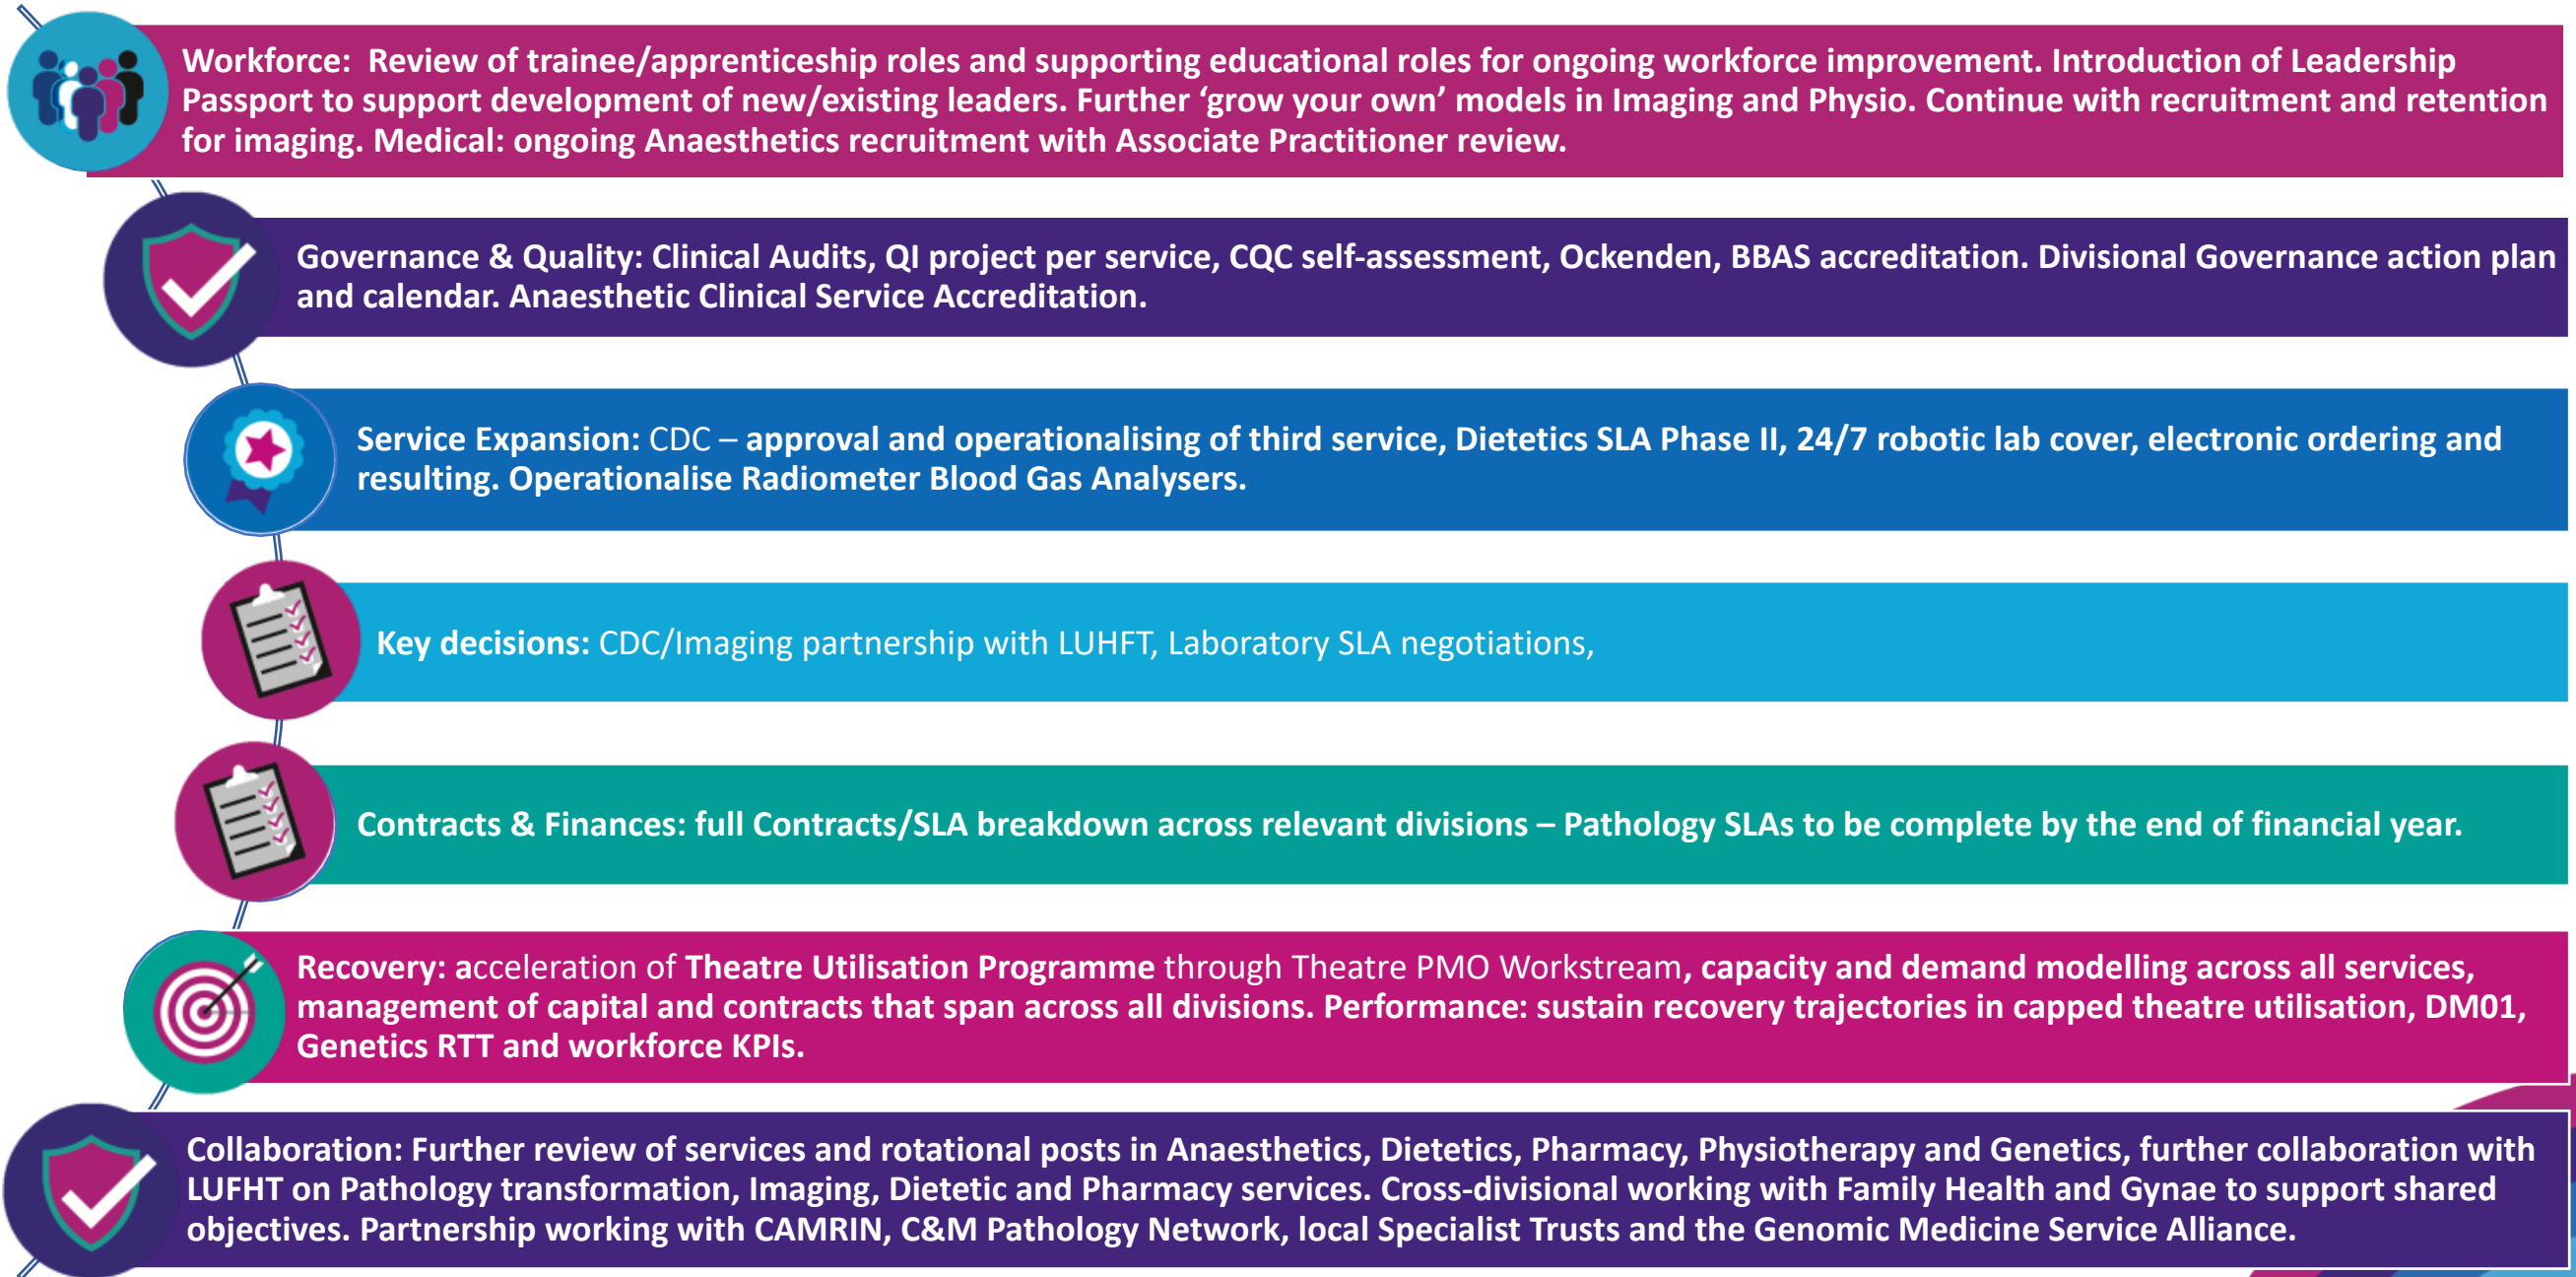 Workforce:  Review of trainee/apprenticeship roles and supporting educational roles for ongoing workforce improvement. Introduction of Leadership
Passport to support development of new/existing leaders. Further ‘grow your own’ models in Imaging and Physio. Continue with recruitment and retention
for imaging. Medical: ongoing Anaesthetics recruitment with Associate Practitioner review.
Governance & Quality: Clinical Audits, QI project per service, CQC self-assessment, Ockenden, BBAS accreditation. Divisional Governance action plan
and calendar. Anaesthetic Clinical Service Accreditation.
Service Expansion: CDC – approval and operationalising of third service, Dietetics SLA Phase II, 24/7 robotic lab cover, electronic ordering and
resulting. Operationalise Radiometer Blood Gas Analysers.
Key decisions: CDC/Imaging partnership with LUHFT, Laboratory SLA negotiations,
Contracts & Finances: full Contracts/SLA breakdown across relevant divisions – Pathology SLAs to be complete by the end of financial year.
Recovery: acceleration of Theatre Utilisation Programme through Theatre PMO Workstream, capacity and demand modelling across all services,
management of capital and contracts that span across all divisions. Performance: sustain recovery trajectories in capped theatre utilisation, DM01,
Genetics RTT and workforce KPIs.
Collaboration: Further review of services and rotational posts in Anaesthetics, Dietetics, Pharmacy, Physiotherapy and Genetics, further collaboration with
LUFHT on Pathology transformation, Imaging, Dietetic and Pharmacy services. Cross-divisional working with Family Health and Gynae to support shared
objectives. Partnership working with CAMRIN, C&M Pathology Network, local Specialist Trusts and the Genomic Medicine Service Alliance.